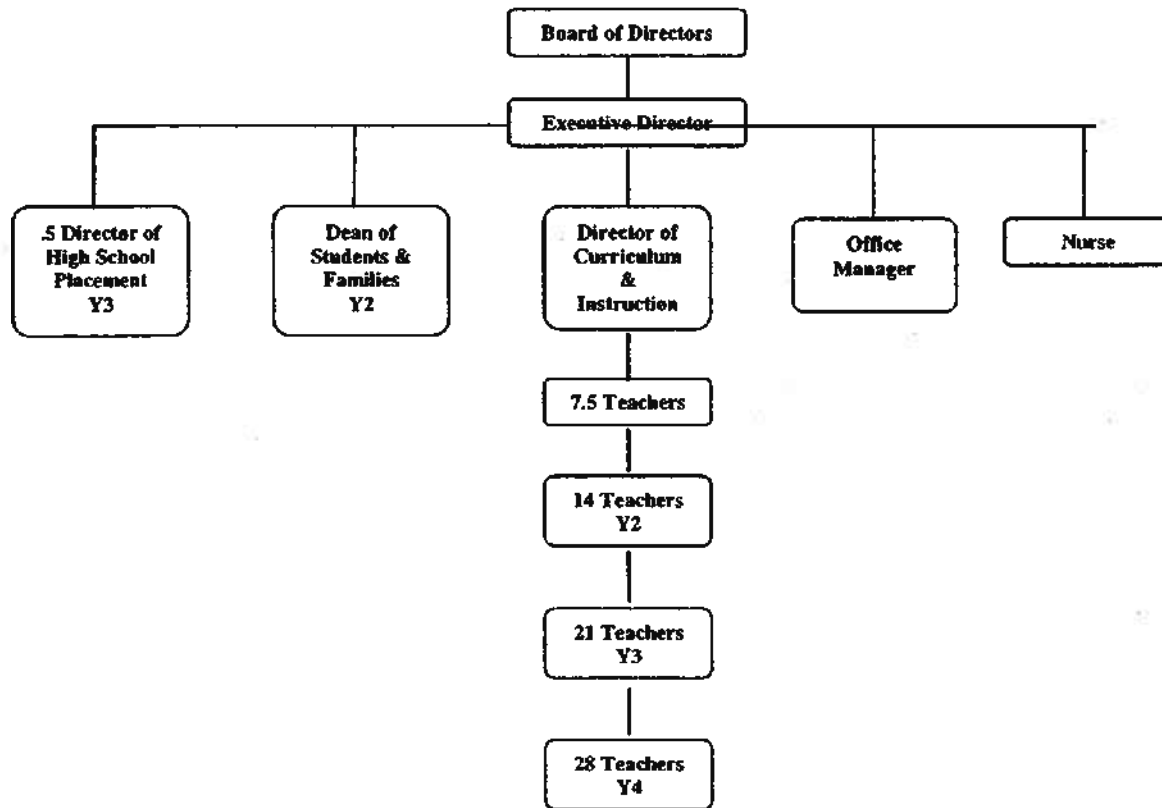 Board of Directors
Executive Director
.5 Director of
High School
Placement
Y3
Dean of
Students &
Families
Y2
Director of
Curriculum
&
Instruction
Office
Manager
Nurse
7.5 Teachers
14 Teachers
Y2
21 Teachers
Y3
28 Teachers
Y4